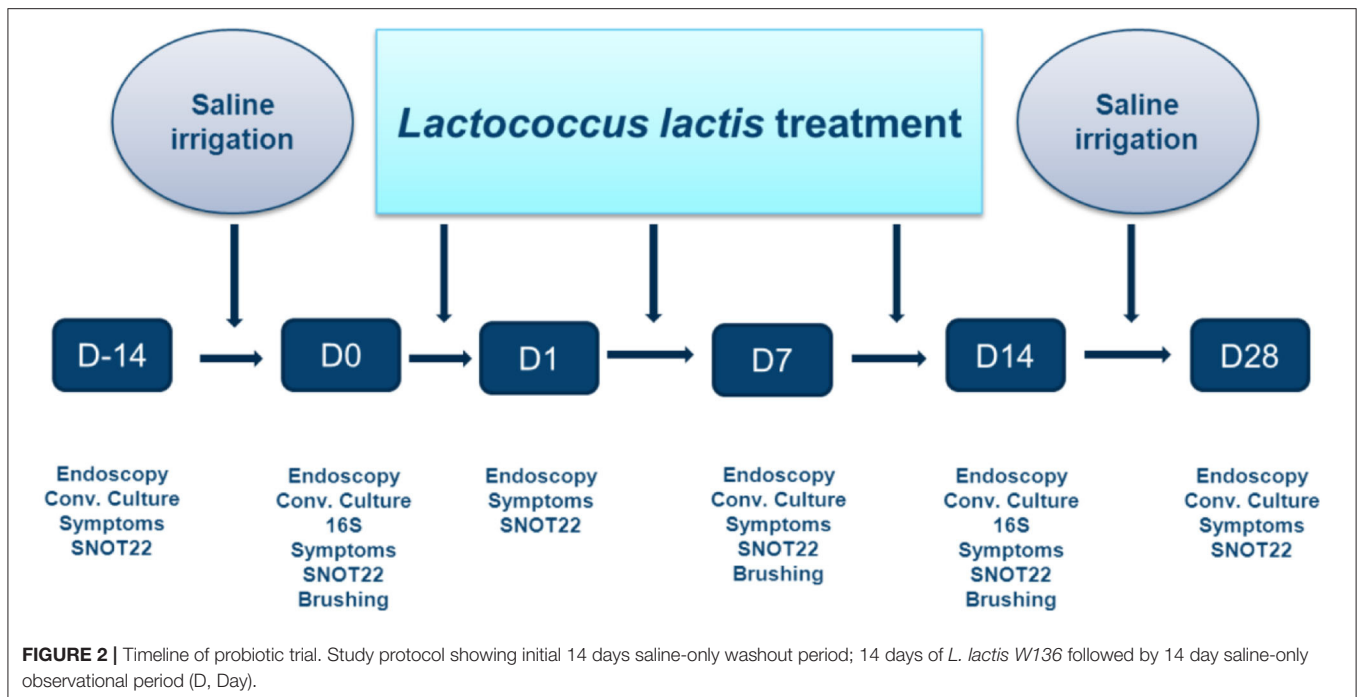 Saline
irrigation
Lactococcus lactis treatment
Saline
irrigation
D-14
D0
D1
D7
D14
D28
Endoscopy
Conv. Culture
Symptoms
SNOT22
Endoscopy
Conv. Culture
16S
Symptoms
SNOT22
Brushing
Endoscopy
Symptoms
SNOT22
Endoscopy
Conv. Culture
Symptoms
SNOT22
Brushing
Endoscopy
Conv. Culture
16S
Symptoms
SNOT22
Brushing
Endoscopy
Conv. Culture
Symptoms
SNOT22
FIGURE 2 | Timeline of probiotic trial. Study protocol showing initial 14 days saline-only washout period; 14 days of L. lactis W136 followed by 14 day saline-only
observational period (D, Day).